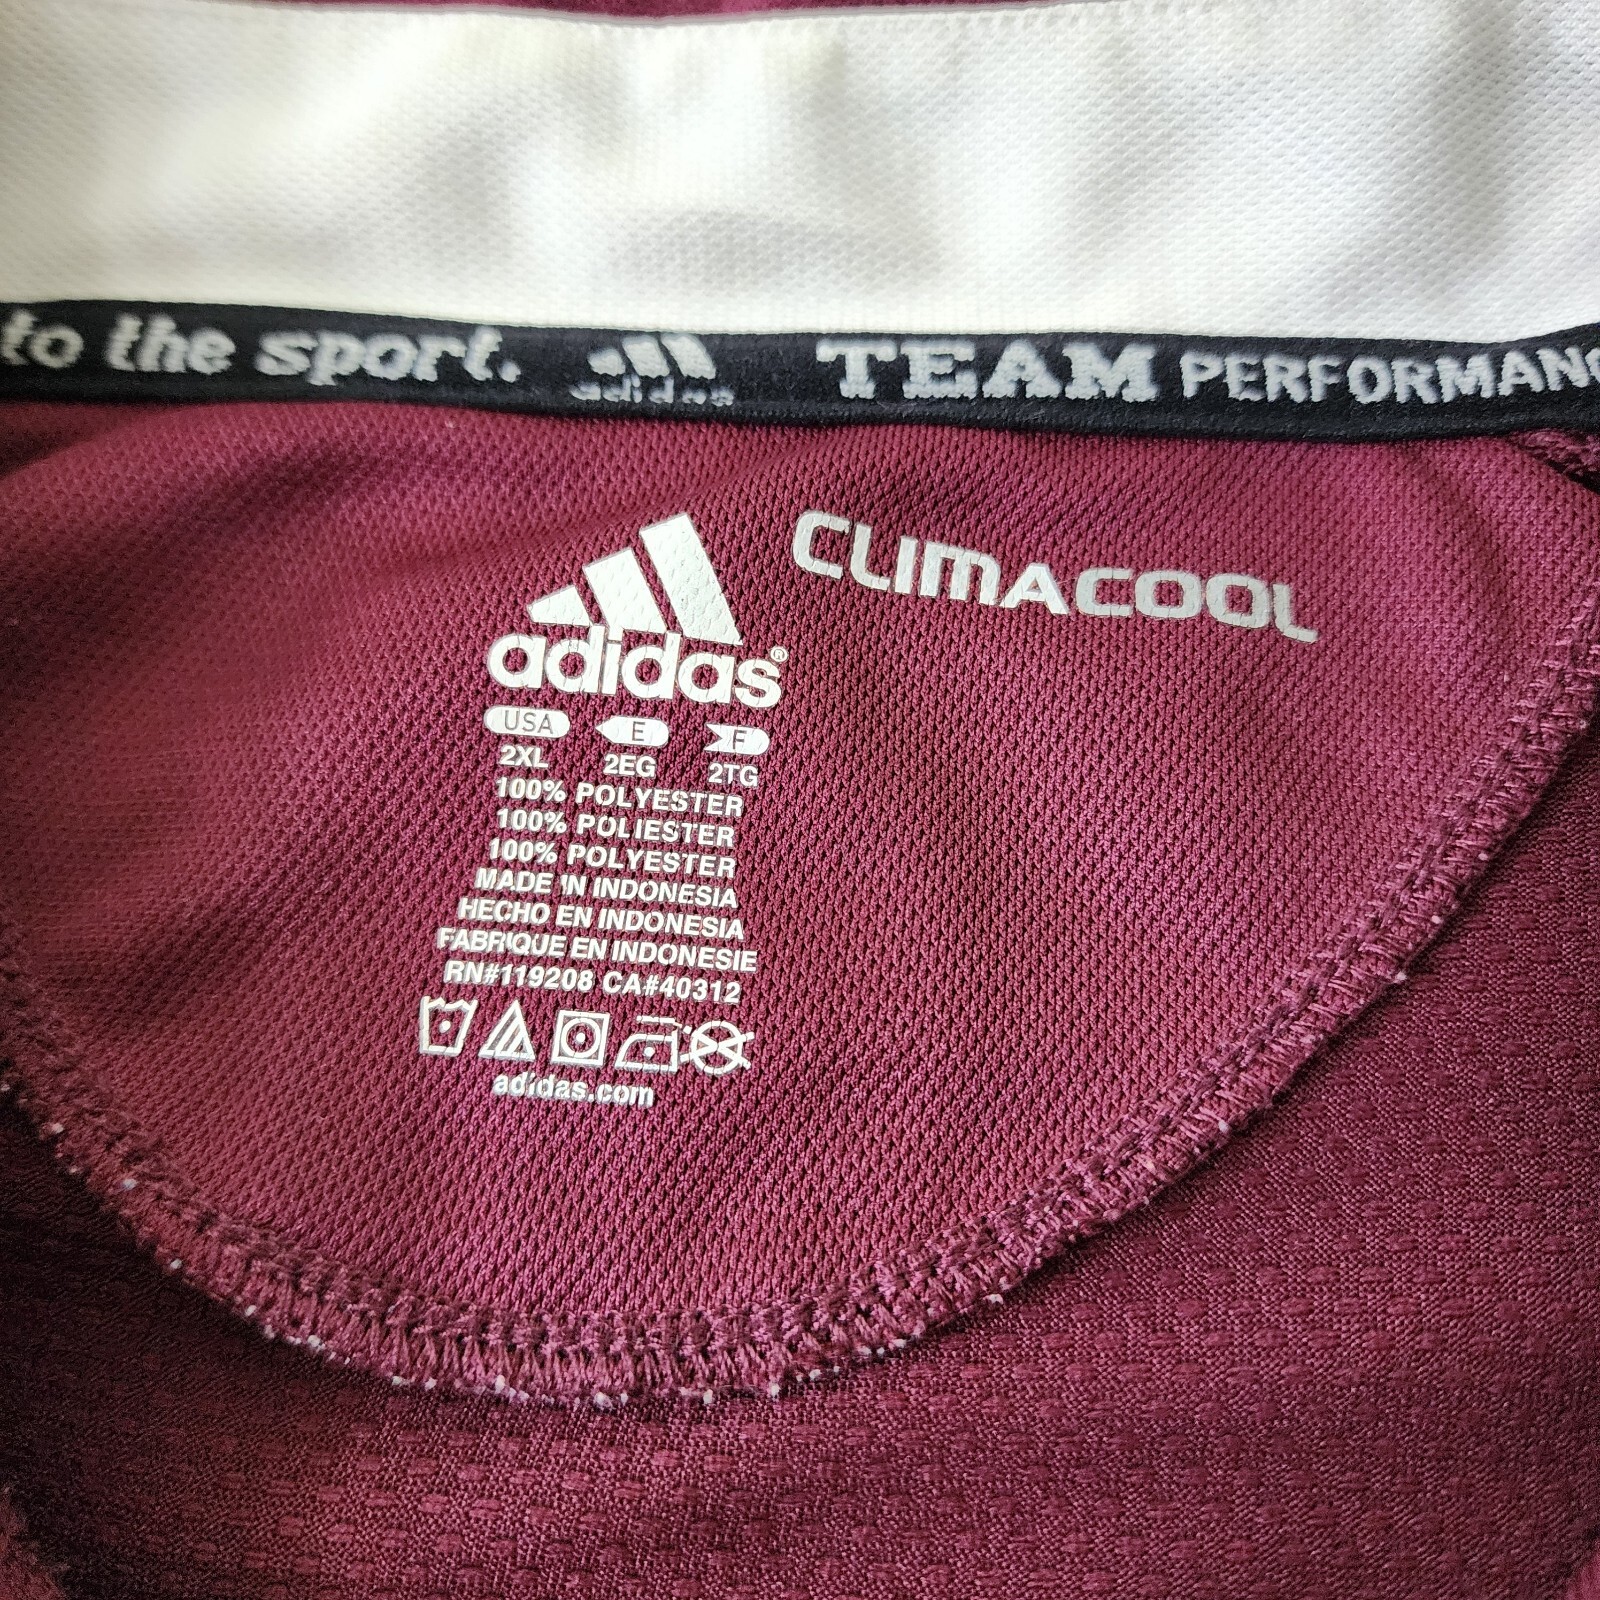 to the sport. adidas TEAM PERFORMANC
CLIMACOOL
adidas®
USA E F
2XL 2EG 2TG
100% POLYESTER
100% POLIESTER
100% POLYESTER
MADE IN INDONESIA
HECHO EN INDONESIA
FABRIQUE EN INDONESIE
RN#119208 CA#40312
adidas.com